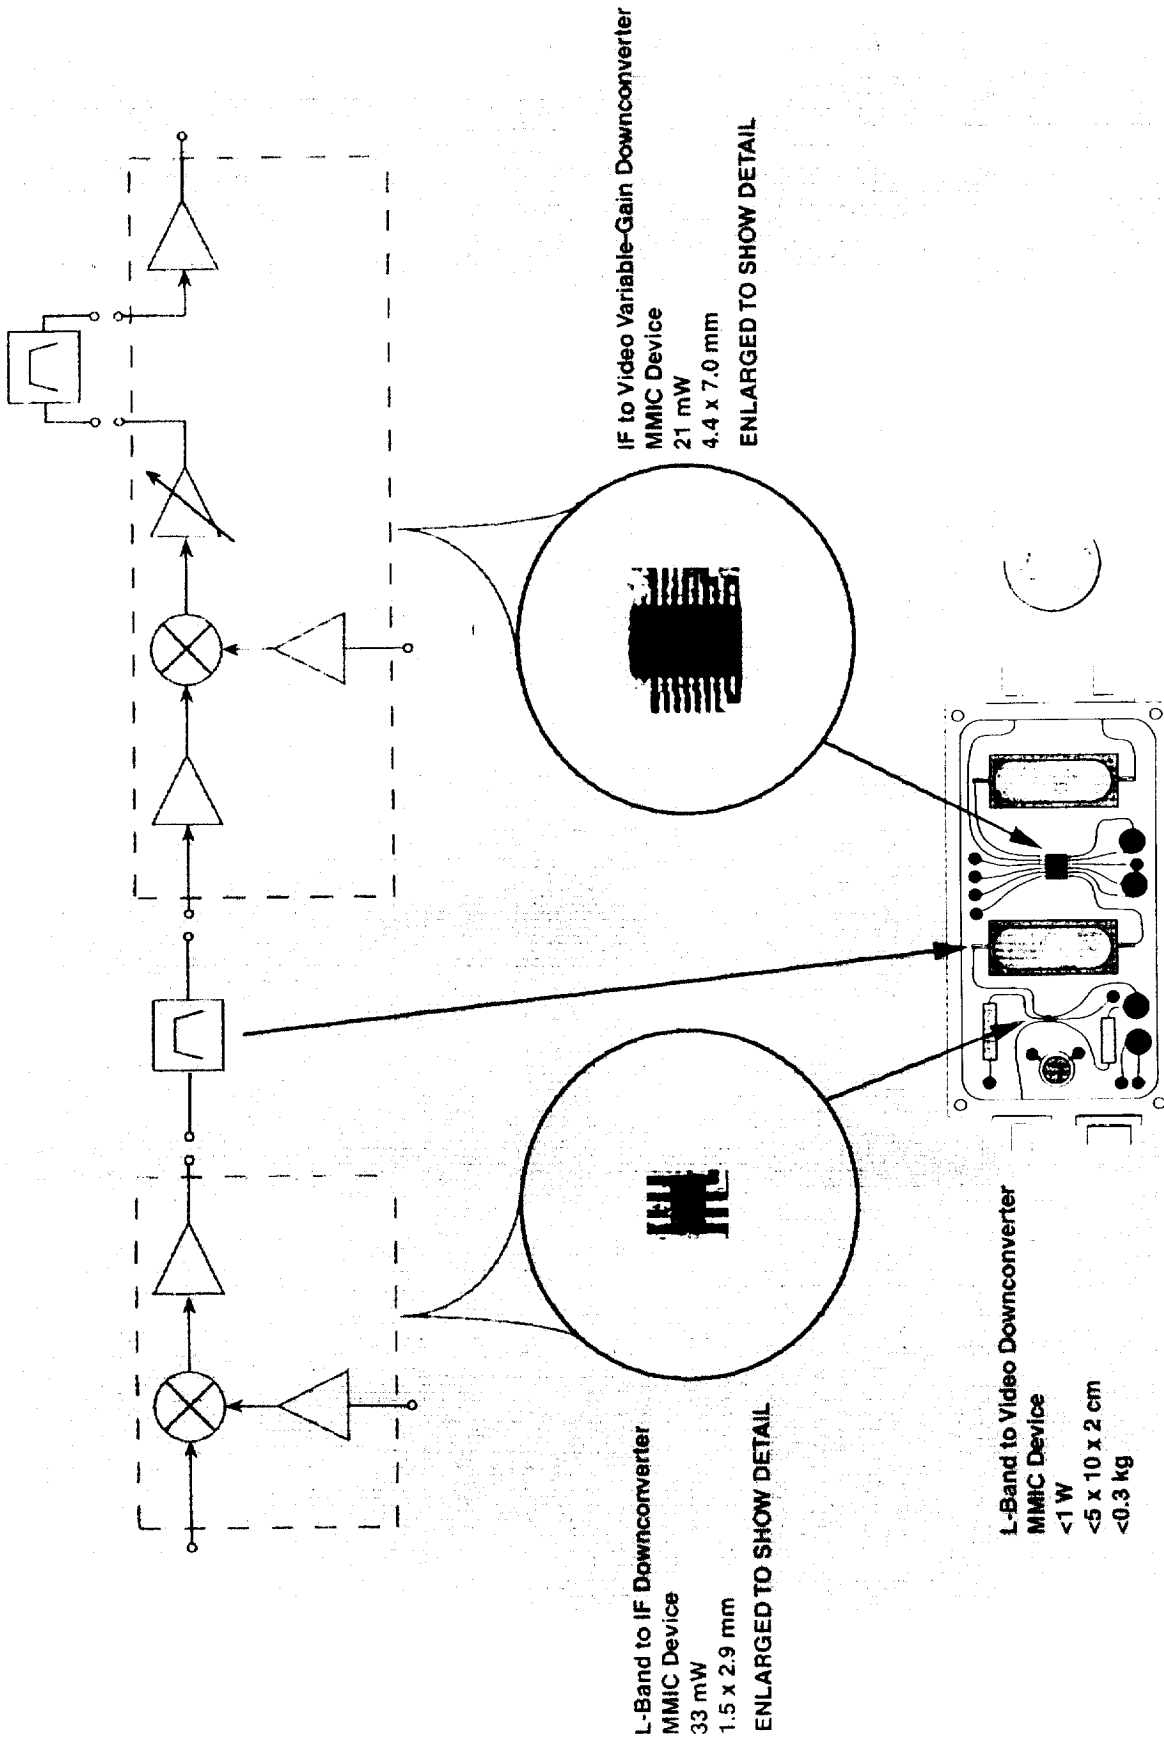 L-Band to IF Downconverter
MMIC Device
33 mW
1.5 x 2.9 mm
ENLARGED TO SHOW DETAIL
IF to Video Variable-Gain Downconverter
MMIC Device
21 mW
4.4 x 7.0 mm
ENLARGED TO SHOW DETAIL
L-Band to Video Downconverter
MMIC Device
<1 W
<5 x 10 x 2 cm
<0.3 kg